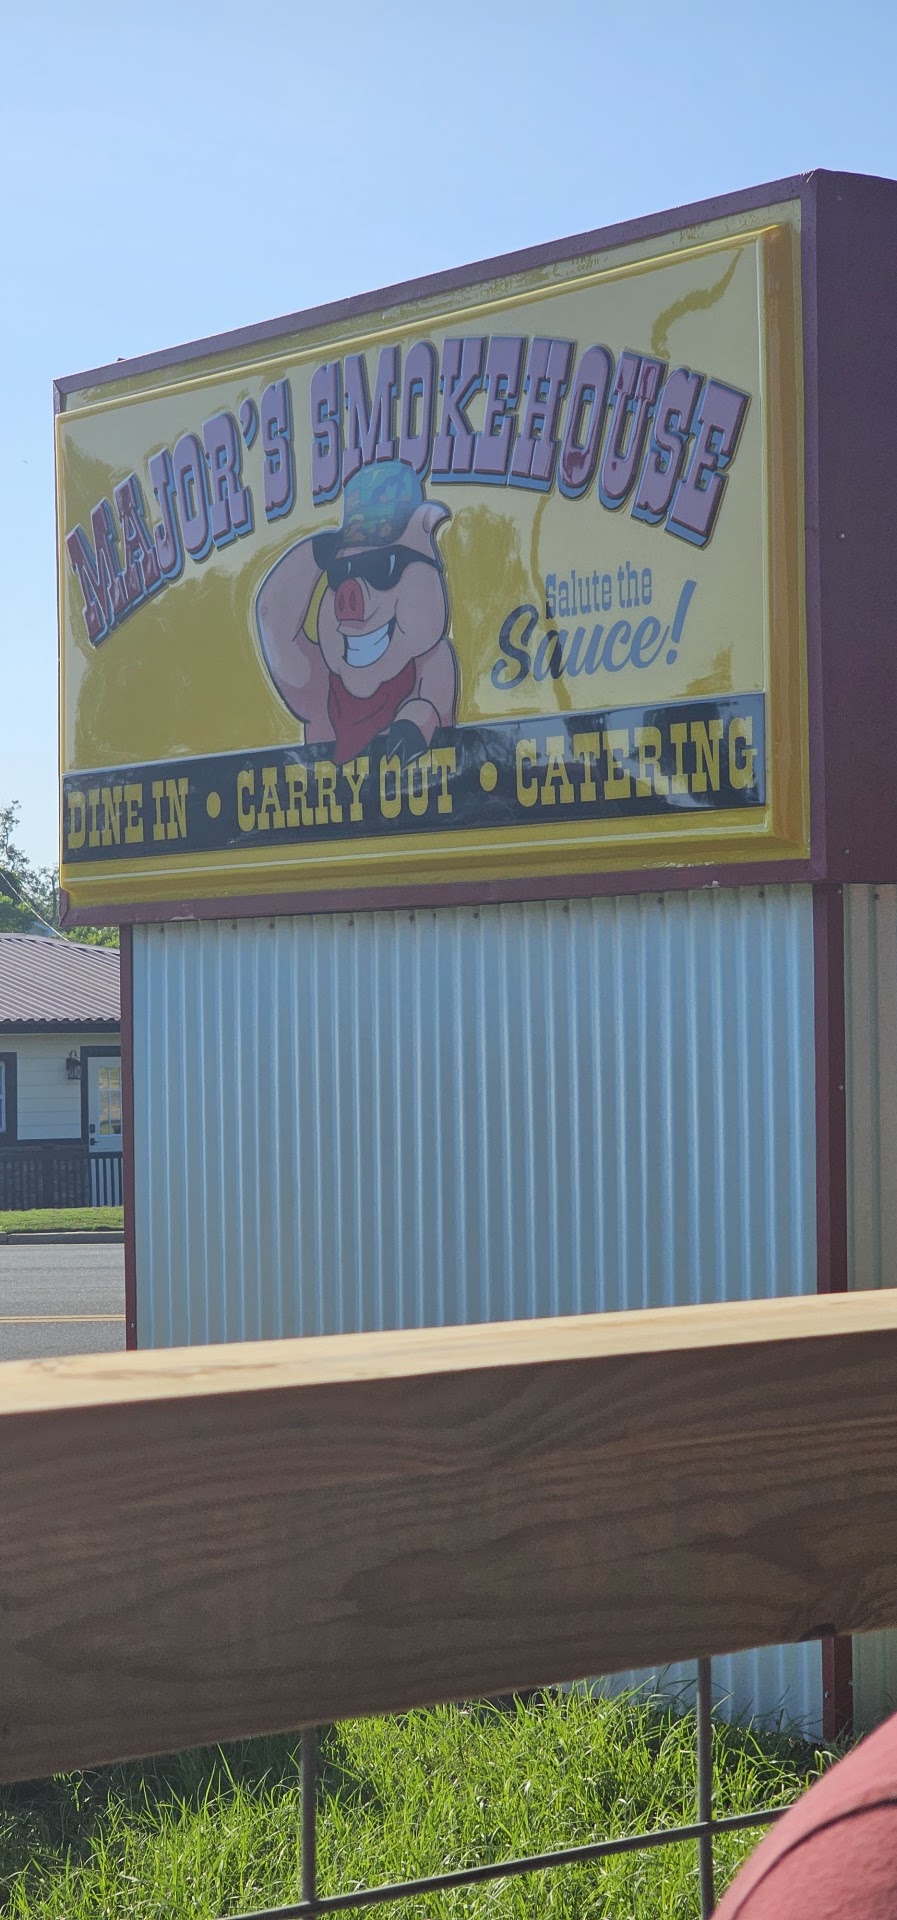 MAJOR'S SMOKEHOUSE
Salute the
Sauce!
DINE IN • CARRY OUT • CATERING